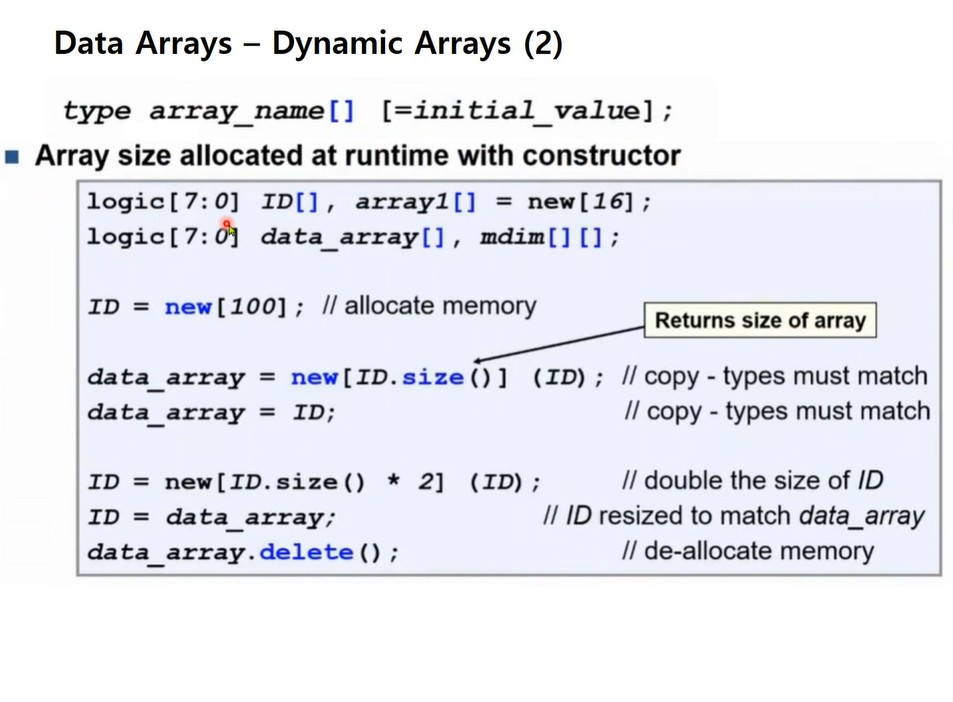 Data Arrays – Dynamic Arrays (2)
type array_name[] [=initial_value];
Array size allocated at runtime with constructor
logic[7:0] ID[], array1[] = new[16];
logic[7:0] data_array[], mdim[][];
ID = new[100]; // allocate memory
Returns size of array
data_array = new[ID.size()] (ID); // copy - types must match
data_array = ID; // copy - types must match
ID = new[ID.size() * 2] (ID); // double the size of ID
ID = data_array; // ID resized to match data_array
data_array.delete(); // de-allocate memory